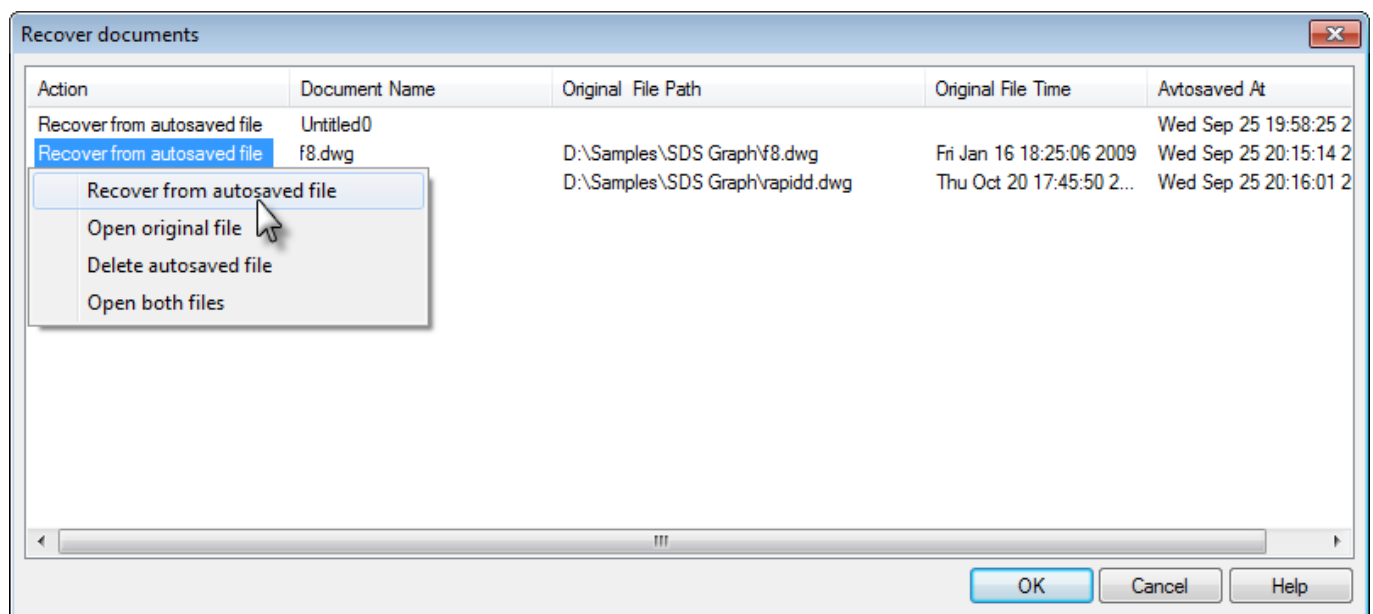 Recover documents
Action Document Name Original File Path Original File Time Avtosaved At
Recover from autosaved file Untitled0 Wed Sep 25 19:58:25 2
Recover from autosaved file f8.dwg D:\Samples\SDS Graph\f8.dwg Fri Jan 16 18:25:06 2009 Wed Sep 25 20:15:14 2
D:\Samples\SDS Graph\rapidd.dwg Thu Oct 20 17:45:50 2... Wed Sep 25 20:16:01 2
Recover from autosaved file
Open original file
Delete autosaved file
Open both files
OK Cancel Help